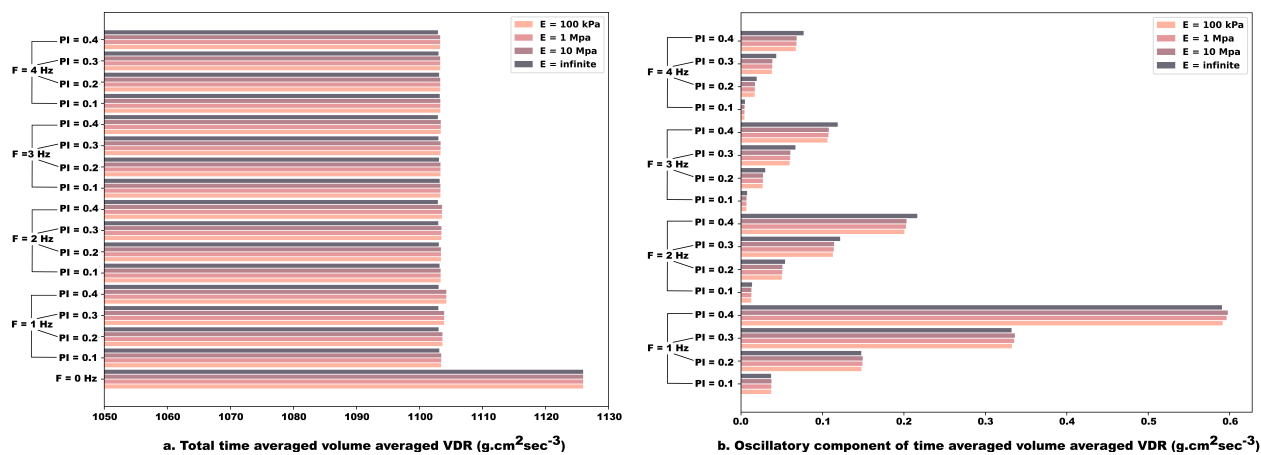 E = 100 kPa
E = 1 Mpa
E = 10 Mpa
E = infinite
PI = 0.4
PI = 0.3
F = 4 Hz
PI = 0.2
PI = 0.1
PI = 0.4
PI = 0.3
F =3 Hz
PI = 0.2
PI = 0.1
PI = 0.4
PI = 0.3
F = 2 Hz
PI = 0.2
PI = 0.1
PI = 0.4
PI = 0.3
F = 1 Hz
PI = 0.2
PI = 0.1
F = 0 Hz
1050 1060 1070 1080 1090 1100 1110 1120 1130
a. Total time averaged volume averaged VDR (g.cm2sec-3)
E = 100 kPa
E = 1 Mpa
E = 10 Mpa
E = infinite
PI = 0.4
PI = 0.3
F = 4 Hz
PI = 0.2
PI = 0.1
PI = 0.4
PI = 0.3
F = 3 Hz
PI = 0.2
PI = 0.1
PI = 0.4
PI = 0.3
F = 2 Hz
PI = 0.2
PI = 0.1
PI = 0.4
PI = 0.3
F = 1 Hz
PI = 0.2
PI = 0.1
0.0 0.1 0.2 0.3 0.4 0.5 0.6
b. Oscillatory component of time averaged volume averaged VDR (g.cm2sec-3)